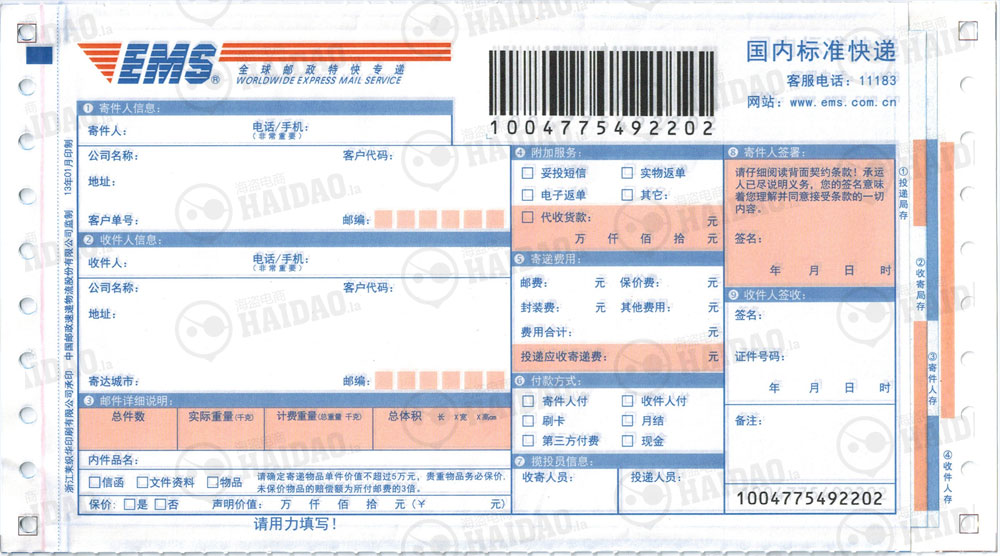 EMS®
全球邮政特快专递
WORLDWIDE EXPRESS MAIL SERVICE
1004775492202
国内标准快递
客服电话：11183
网站：www.ems.com.cn
❶ 寄件人信息：
寄件人：
电话/手机：
（非常重要）
公司名称：
客户代码：
地址：
客户单号：
邮编：
❷ 收件人信息：
收件人：
电话/手机：
（非常重要）
公司名称：
客户代码：
地址：
寄达城市：
邮编：
❸ 邮件详细说明：
总件数
实际重量(千克)
计费重量(总重量 千克)
总体积 长 X宽 X高cm
内件品名：
信函 文件资料 物品
请确定寄递物品单件价值不超过5万元，贵重物品务必保价，
未保价物品的赔偿额为所付邮费的3倍。
保价： 是 否 声明价值： 万 仟 佰 拾 元（￥ 元）
请用力填写！
❹ 附加服务：
妥投短信
实物返单
电子返单
其它：
代收货款： 元
万 仟 佰 拾 元
❺ 寄递费用：
邮费： 元 保价费： 元
封装费： 元 其他费用： 元
费用合计： 元
投递应收寄递费： 元
❻ 付款方式：
寄件人付
收件人付
刷卡
月结
第三方付费
现金
❼ 揽投员信息：
收寄人员：
投递人员：
❽ 寄件人签署：
请仔细阅读背面契约条款！承运
人已尽说明义务，您的签名意味
着您理解并同意接受条款的一切
内容。
签名：
年 月 日 时
❾ 收件人签收：
签名：
证件号码：
年 月 日 时
备注：
1004775492202
①投递局存
②收寄局存
③寄件人存
④收件人存
浙江莱织华印刷有限公司承印 中国邮政速递物流股份有限公司监制 13年01月印制
海淘电商
HAIDAO.la